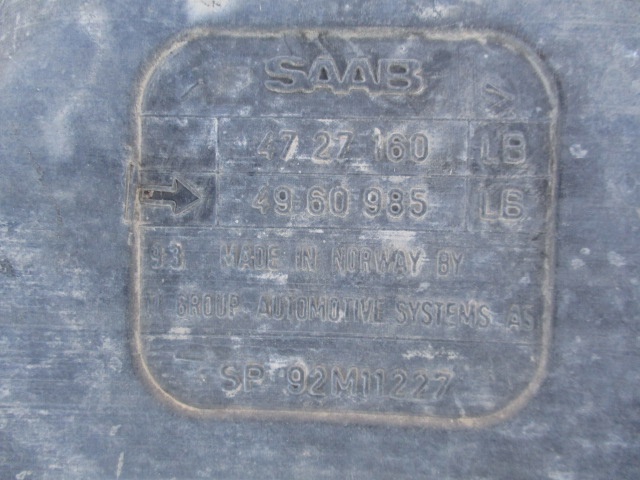 SAAB
47 27 160 LB
49 60 985 LB
93 MADE IN NORWAY BY
GROUP AUTOMOTIVE SYSTEMS AS
SP 92M11227